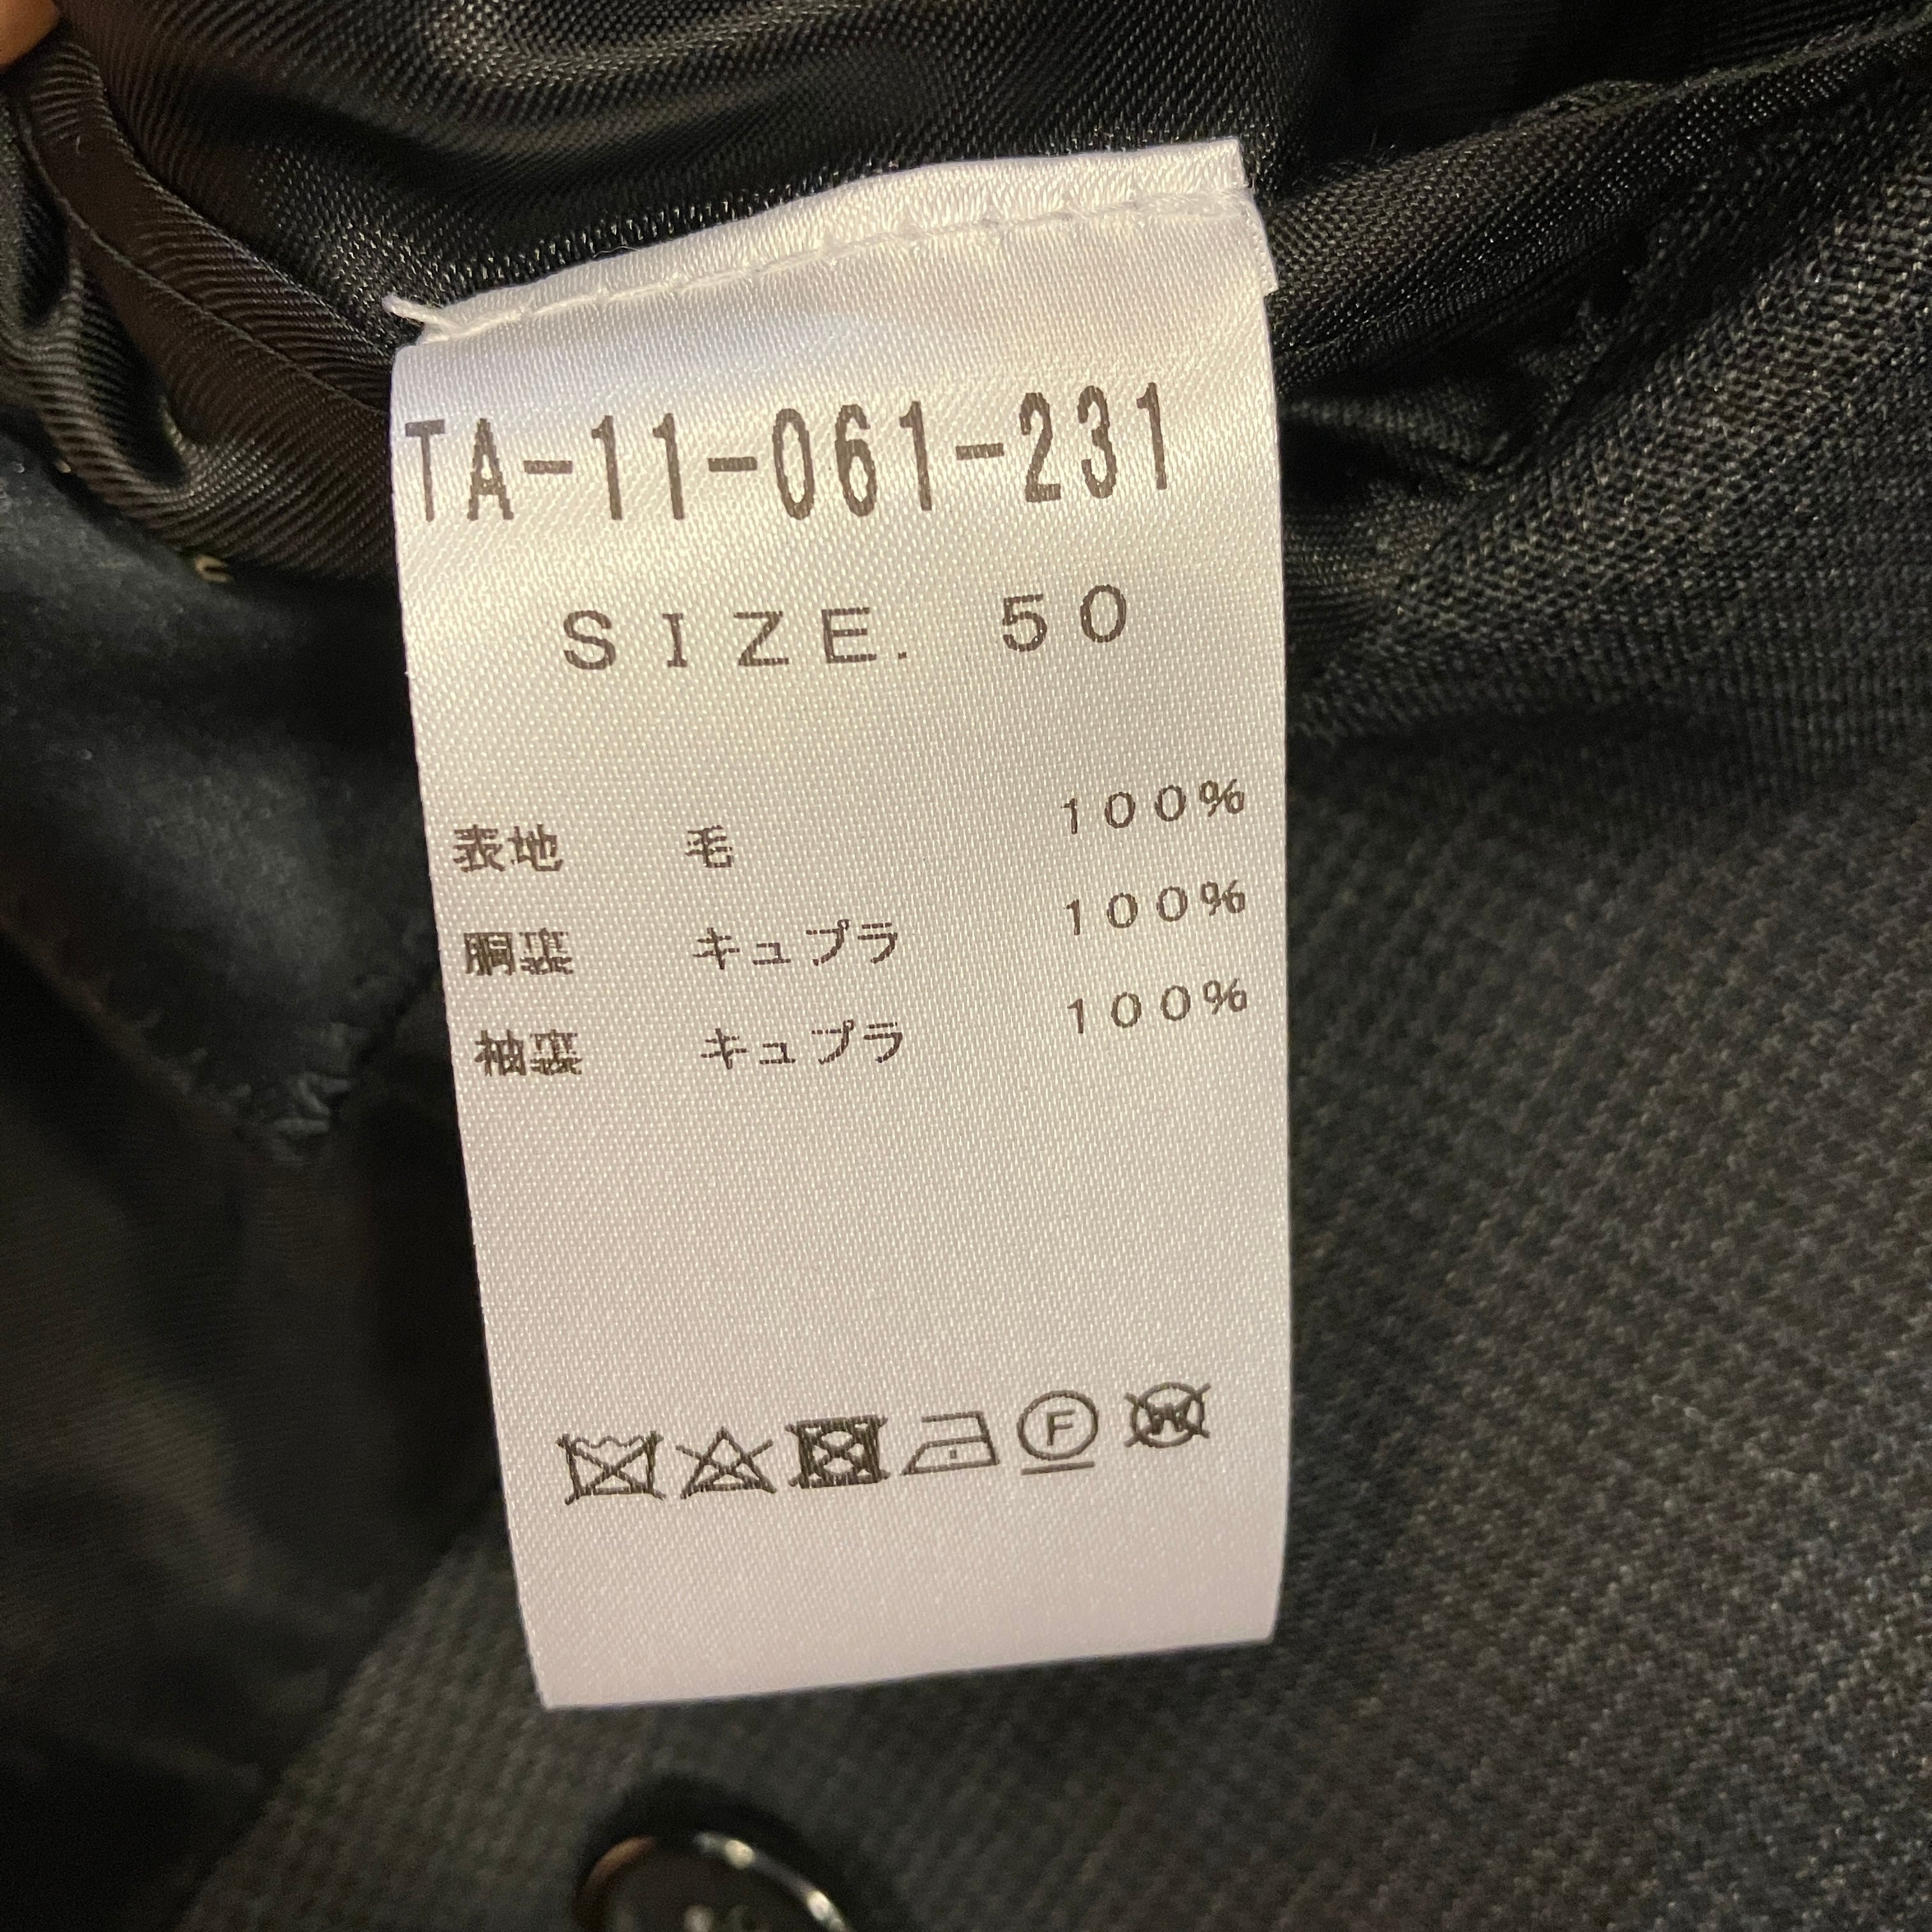 TA-11-061-231
SIZE. 50
表地 毛 100%
胴裏 キュプラ 100%
袖裏 キュプラ 100%
F
W